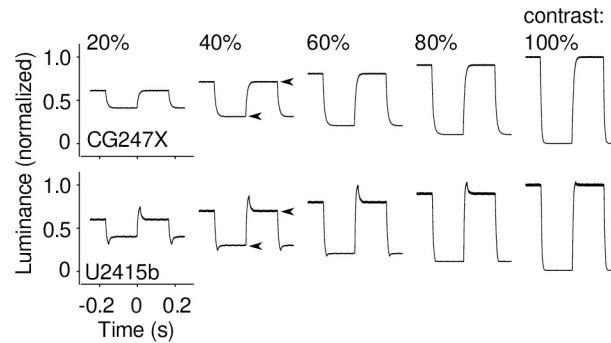 contrast:
20% 40% 60% 80% 100%
Luminance (normalized)
1.0
0.5
0
CG247X
1.0
0.5
0
U2415b
-0.2 0 0.2
Time (s)